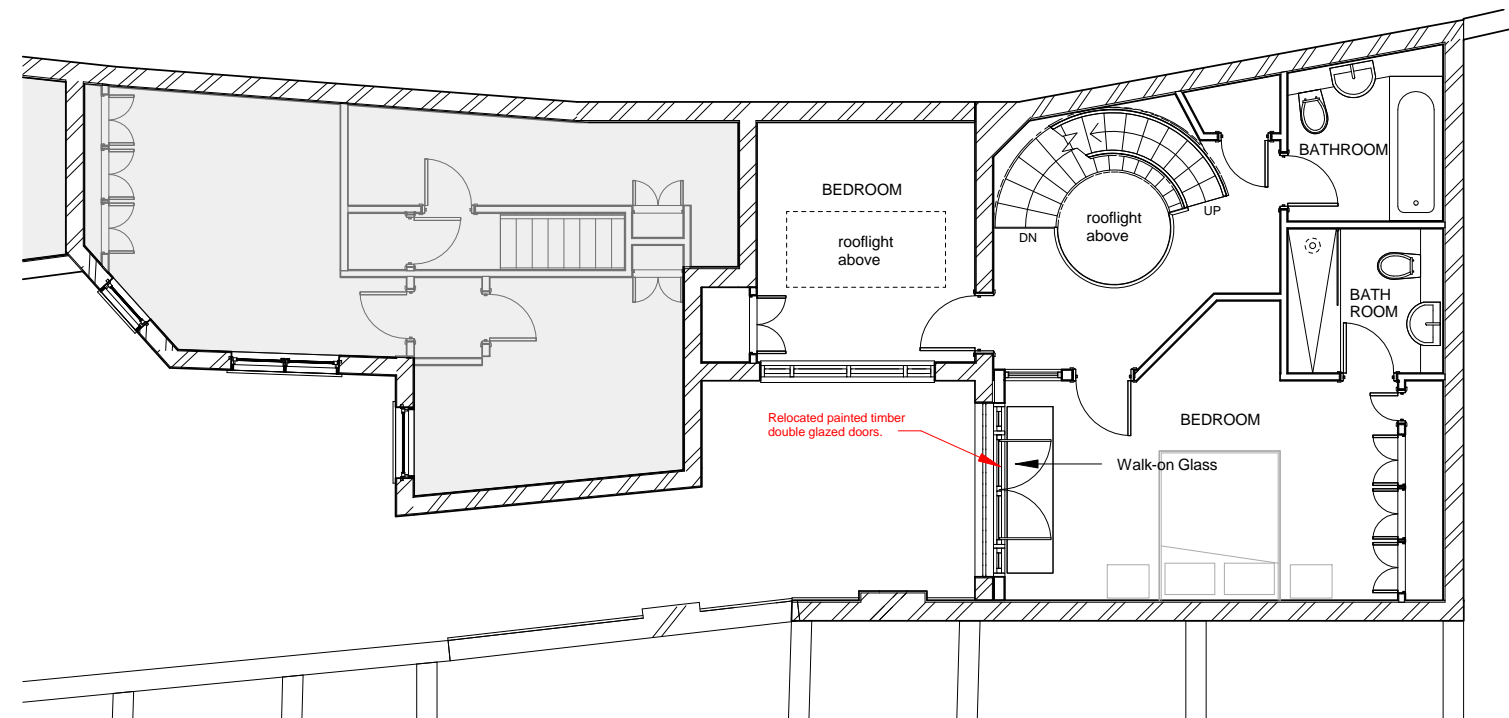 BATHROOM
BEDROOM
rooflight
above
rooflight
above
UP
DN
BATH
ROOM
Relocated painted timber
double glazed doors.
BEDROOM
Walk-on Glass